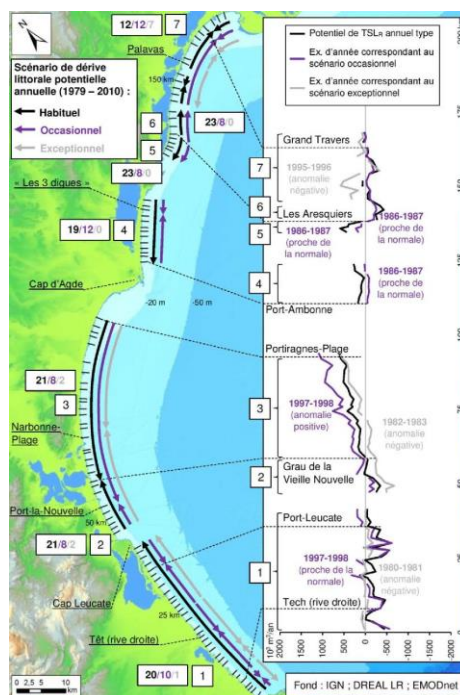 12/12/7
7
Palavas
Scénario de dérive
littorale potentielle
annuelle (1979 – 2010) :
Habituel
Occasionnel
Exceptionnel
150 km
6
23/8/0
5
23/8/0
« Les 3 digues »
19/12/0
4
Cap d'Agde
-20 m
-50 m
21/8/2
3
Narbonne-
Plage
Port-la-Nouvelle
50 km
21/8/2
2
Cap Leucate
25 km
Têt (rive droite)
20/10/1
1
0 2,5 5 10
km
Potentiel de TSL annuel type
Ex. d'année correspondant au
scénario occasionnel
Ex. d'année correspondant au
scénario exceptionnel
Grand Travers
7
1995-1996
(anomalie
négative)
6
Les Aresquiers
5
1986-1987
(proche de la
normale)
1986-1987
(proche
de la
normale)
4
Port-Ambonne
Portiragnes-Plage
3
1997-1998
(anomalie
positive)
1982-1983
(anomalie
négative)
2
Grau de la
Vieille Nouvelle
Port-Leucate
1
1997-1998
(proche de la
normale)
1980-1981
(anomalie
négative)
Tech (rive droite)
10³ m³/an
2000
1500
1000
500
0
500
1000
1500
2000
Fond : IGN ; DREAL LR ; EMODnet